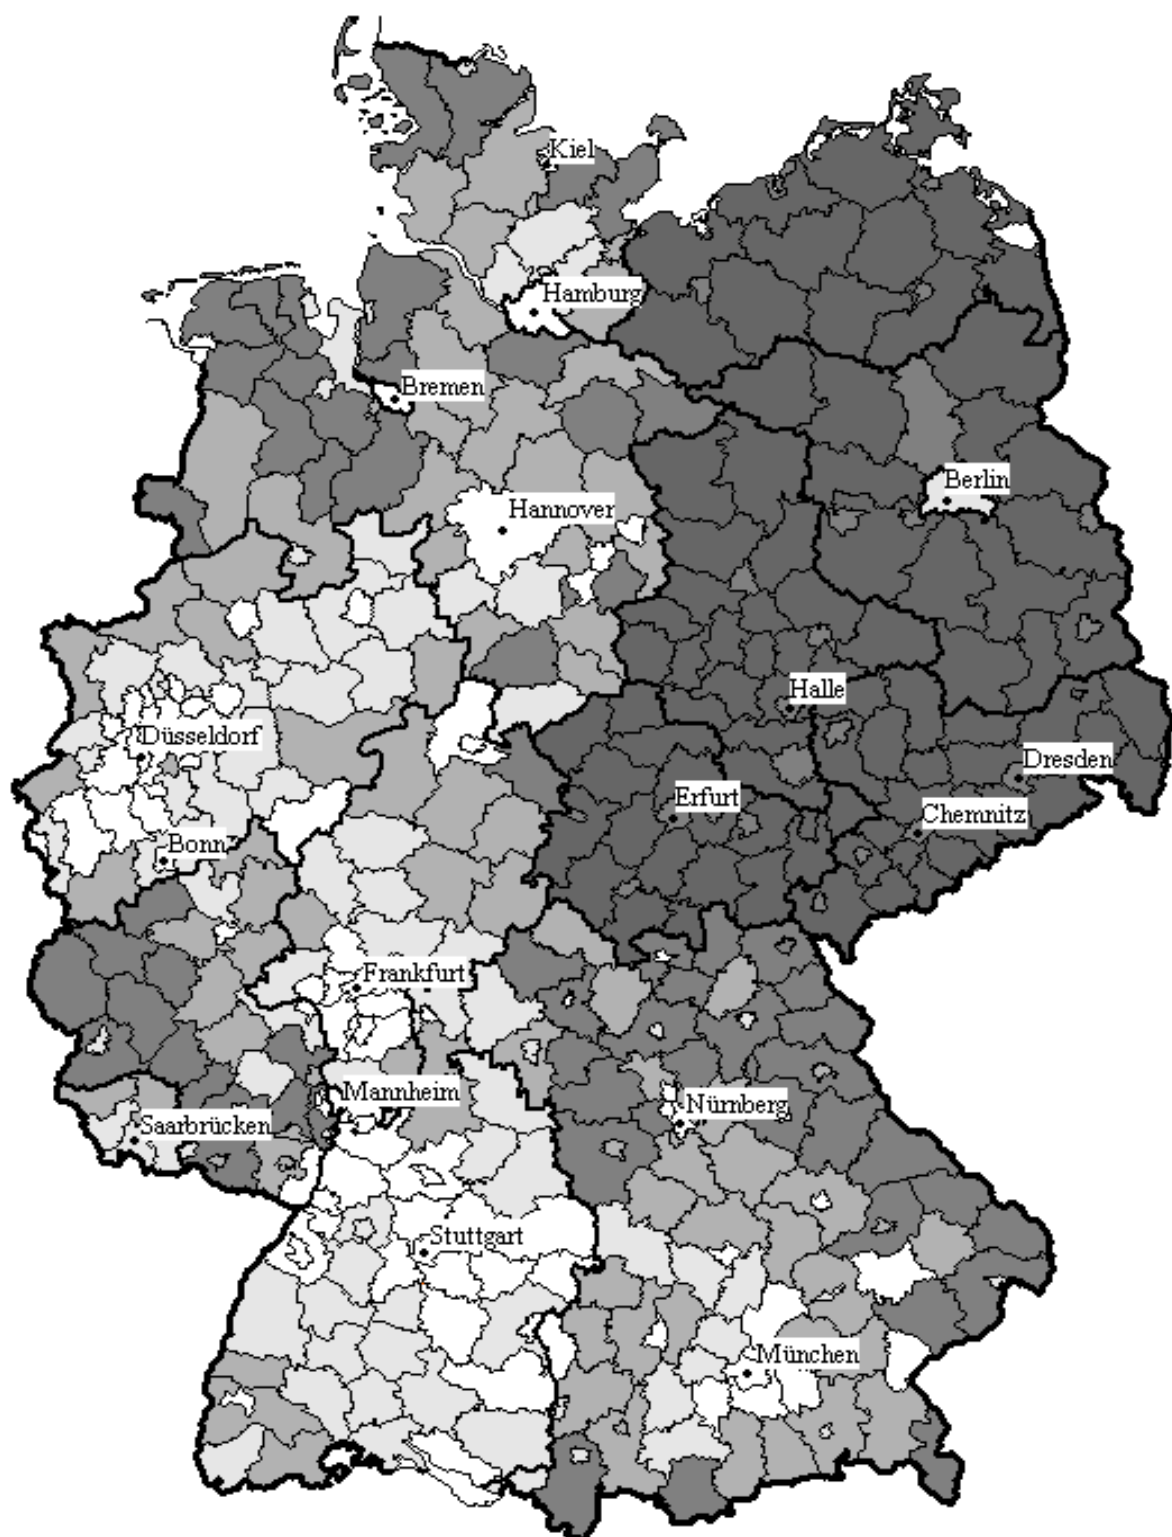 Kiel
Hamburg
Bremen
Berlin
Hannover
Halle
Düsseldorf
Dresden
Erfurt
Chemnitz
Bonn
Frankfurt
Mannheim
Nürnberg
Saarbrücken
Stuttgart
München